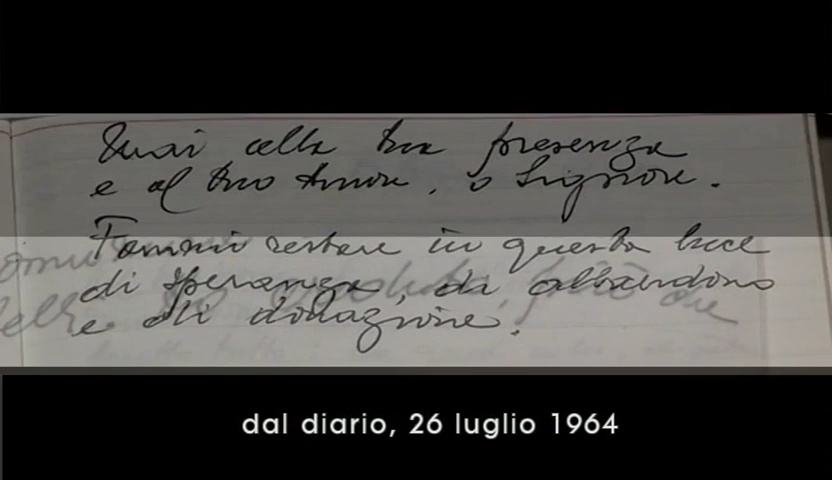 alla tua presenza
e al tuo Amore, o Signore.
Fammi restare in questa luce
di speranza, di abbandono
e di donazione.
dal diario, 26 luglio 1964